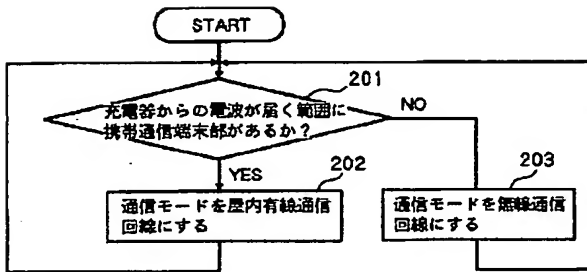 START
201
充電器からの電波が届く範囲に
携帯通信端末部があるか?
NO
YES
202
203
通信モードを屋内有線通信
回線にする
通信モードを無線通信
回線にする